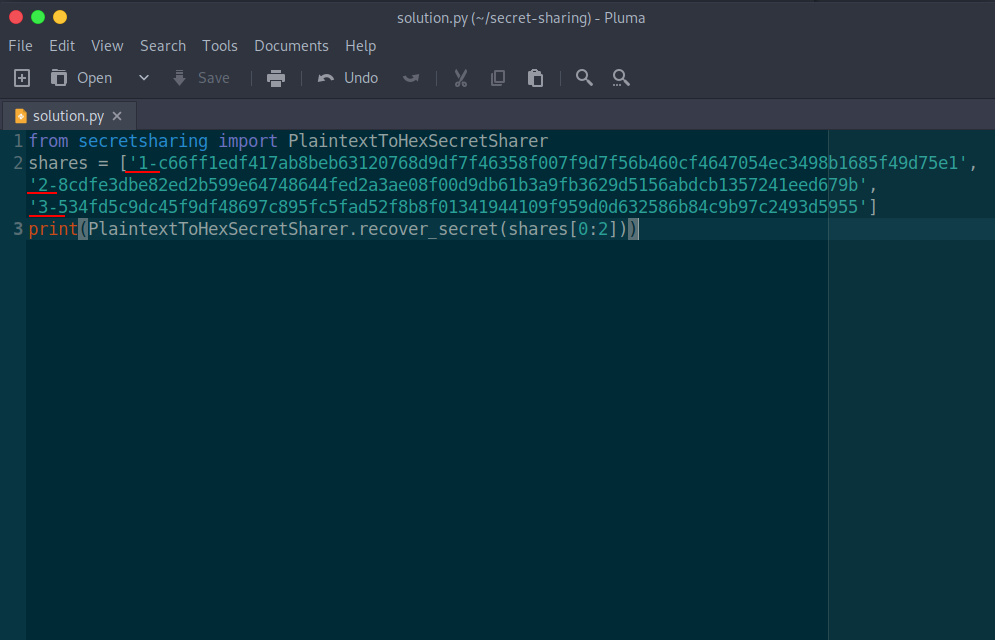 solution.py (~/secret-sharing) - Pluma
File Edit View Search Tools Documents Help
Open Save Undo
solution.py
1 from secretsharing import PlaintextToHexSecretSharer
2 shares = ['1-c66ff1edf417ab8beb63120768d9df7f46358f007f9d7f56b460cf4647054ec3498b1685f49d75e1',
'2-8cdfe3dbe82ed2b599e64748644fed2a3ae08f00d9db61b3a9fb3629d5156abdcb1357241eed679b',
'3-534fd5c9dc45f9df48697c895fc5fad52f8b8f01341944109f959d0d632586b84c9b97c2493d5955']
3 print(PlaintextToHexSecretSharer.recover_secret(shares[0:2]))